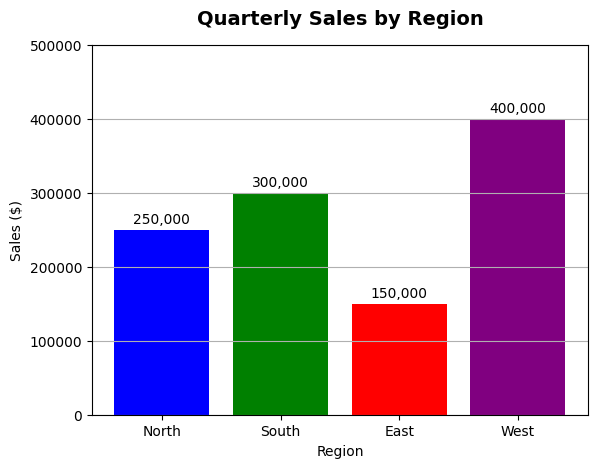 Quarterly Sales by Region
500000
400000
300000
200000
100000
0
Sales ($)
250,000
300,000
150,000
400,000
North
South
East
West
Region